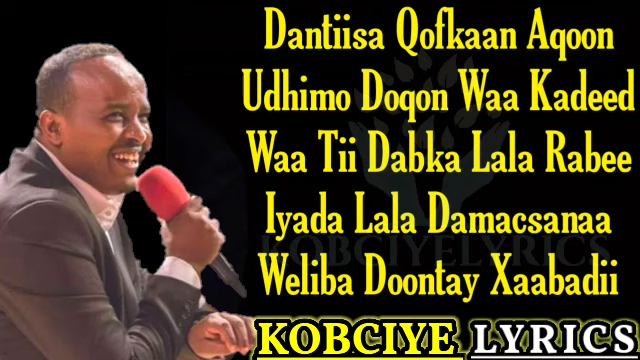 Dantiisa Qofkaan Aqoon
Udhimo Doqon Waa Kadeed
Waa Tii Dabka Lala Rabee
Iyada Lala Damacsanaa
KOBCIYELYRICS
Weliba Doontay Xaabadii
KOBCIYE LYRICS